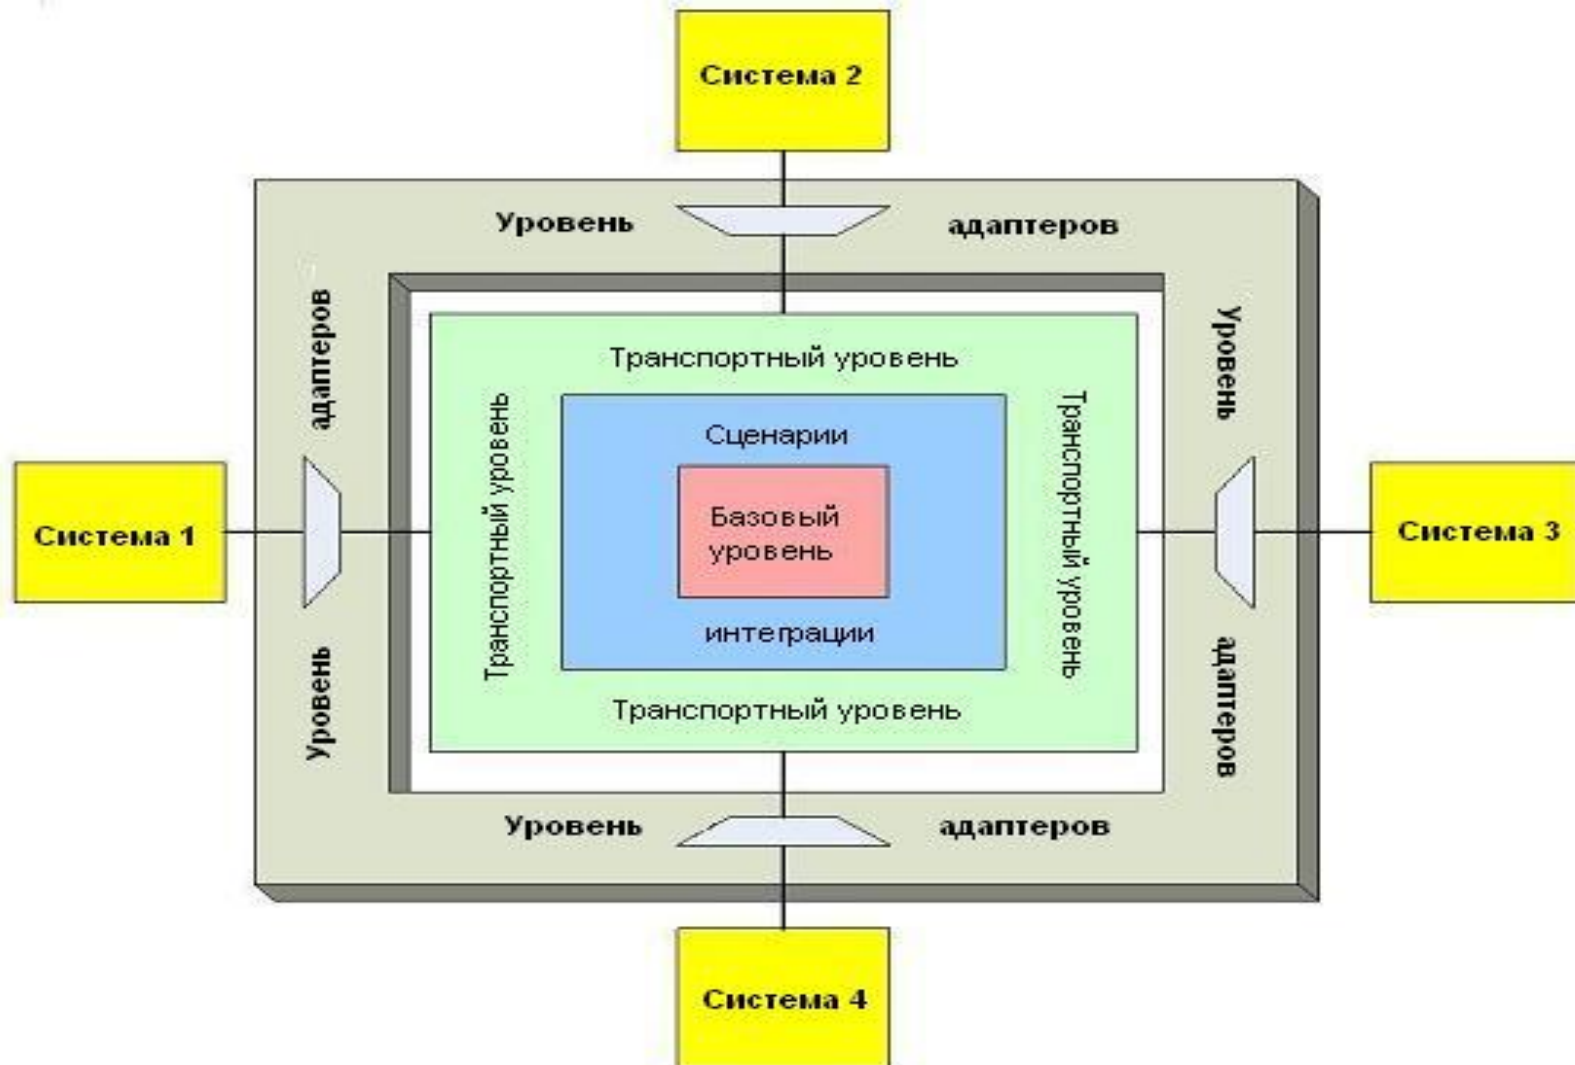 Система 2
Уровень
адаптеров
адаптеров
Уровень
Транспортный уровень
Транспортный уровень
Сценарии
Транспортный уровень
Базовый
уровень
Система 1
Система 3
интеграции
Уровень
адаптеров
Транспортный уровень
Уровень
адаптеров
Система 4